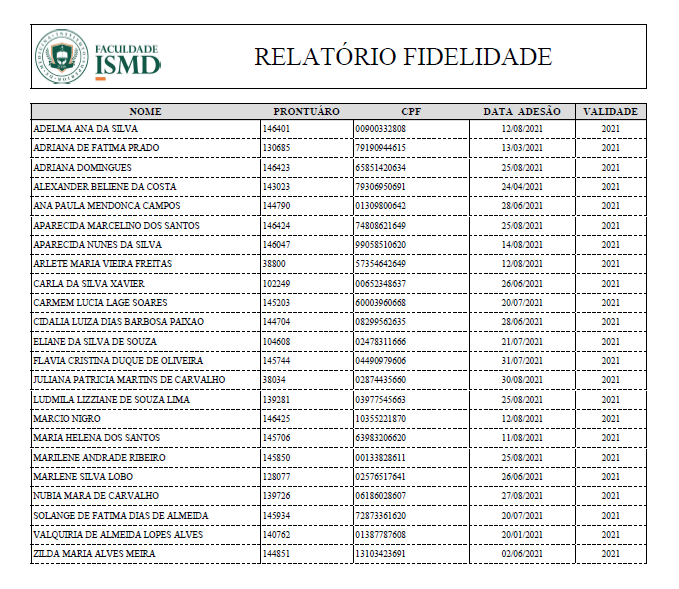 FACULDADE
ISMD
RELATÓRIO FIDELIDADE
NOME PRONTUÁRO CPF DATA ADESÃO VALIDADE
ADELMA ANA DA SILVA 146401 00900332808 12/08/2021 2021
ADRIANA DE FATIMA PRADO 130685 79190944615 13/03/2021 2021
ADRIANA DOMINGUES 146423 65851420634 25/08/2021 2021
ALEXANDER BELIENE DA COSTA 143023 79306950691 24/04/2021 2021
ANA PAULA MENDONCA CAMPOS 144790 01309800642 28/06/2021 2021
APARECIDA MARCELINO DOS SANTOS 146424 74808621649 25/08/2021 2021
APARECIDA NUNES DA SILVA 146047 99058510620 14/08/2021 2021
ARLETE MARIA VIEIRA FREITAS 38800 57354642649 12/08/2021 2021
CARLA DA SILVA XAVIER 102249 00652348637 26/06/2021 2021
CARMEM LUCIA LAGE SOARES 145203 60003960668 20/07/2021 2021
CIDALIA LUIZA DIAS BARBOSA PAIXAO 144704 08299562635 28/06/2021 2021
ELIANE DA SILVA DE SOUZA 104608 02478311666 21/07/2021 2021
FLAVIA CRISTINA DUQUE DE OLIVEIRA 145744 04490979606 31/07/2021 2021
JULIANA PATRICIA MARTINS DE CARVALHO 38034 02874435660 30/08/2021 2021
LUDMILA LIZZIANE DE SOUZA LIMA 139281 03977545663 25/08/2021 2021
MARCIO NIGRO 146425 10355221870 12/08/2021 2021
MARIA HELENA DOS SANTOS 145706 63983206620 11/08/2021 2021
MARILENE ANDRADE RIBEIRO 145850 00133828611 25/08/2021 2021
MARLENE SILVA LOBO 128077 02576517641 26/06/2021 2021
NUBIA MARA DE CARVALHO 139726 06186028607 27/08/2021 2021
SOLANGE DE FATIMA DIAS DE ALMEIDA 145934 72873361620 20/07/2021 2021
VALQUIRIA DE ALMEIDA LOPES ALVES 140762 01387787608 20/01/2021 2021
ZILDA MARIA ALVES MEIRA 144851 13103423691 02/06/2021 2021